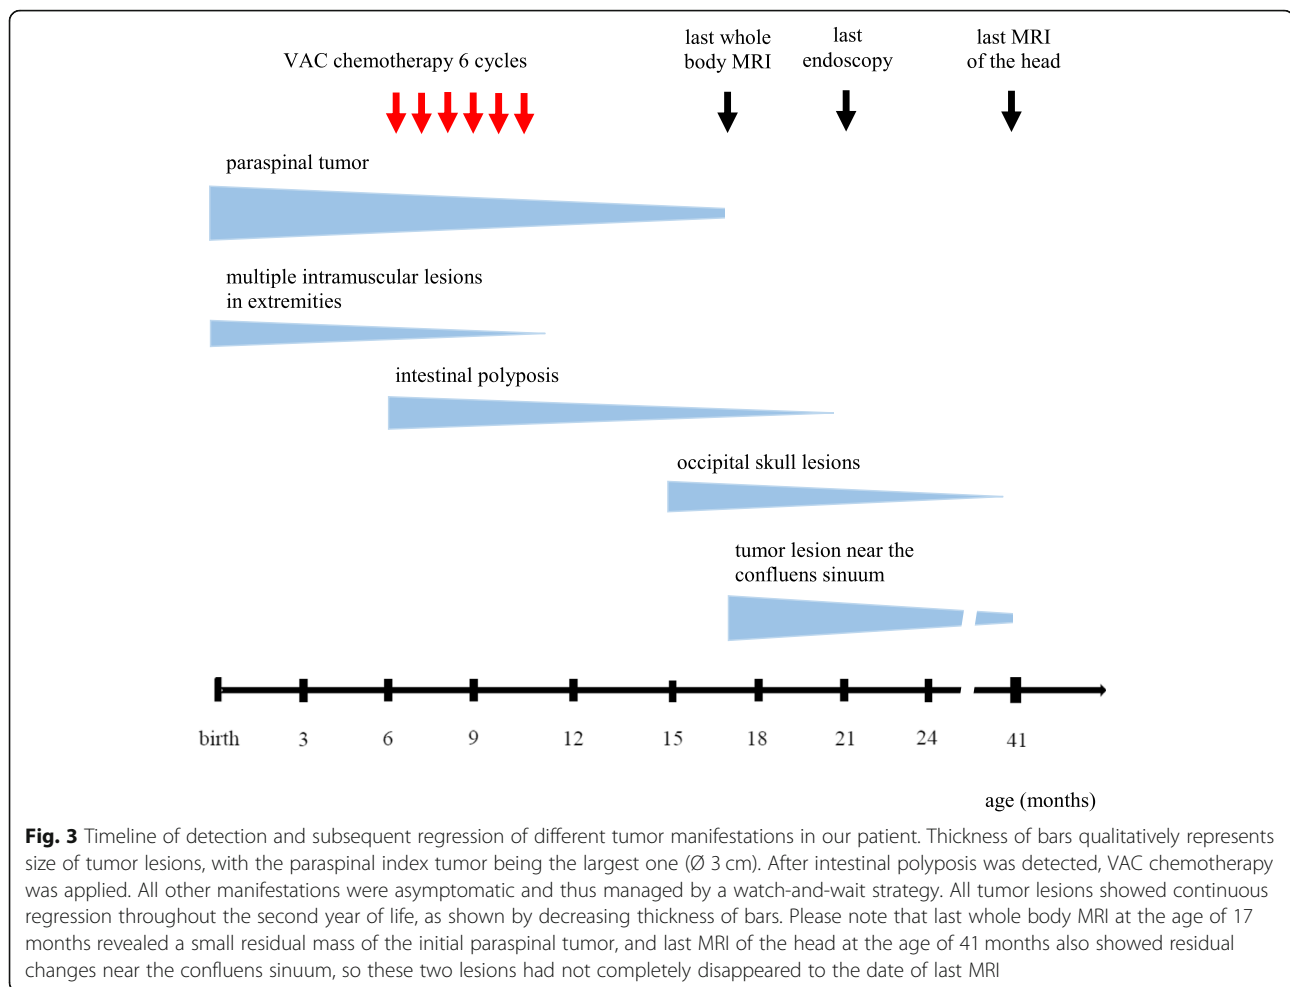 VAC chemotherapy 6 cycles
last whole
body MRI
last
endoscopy
last MRI
of the head
paraspinal tumor
multiple intramuscular lesions
in extremities
intestinal polyposis
occipital skull lesions
tumor lesion near the
confluens sinuum
birth 3 6 9 12 15 18 21 24 41
age (months)
Fig. 3 Timeline of detection and subsequent regression of different tumor manifestations in our patient. Thickness of bars qualitatively represents
size of tumor lesions, with the paraspinal index tumor being the largest one (Ø 3 cm). After intestinal polyposis was detected, VAC chemotherapy
was applied. All other manifestations were asymptomatic and thus managed by a watch-and-wait strategy. All tumor lesions showed continuous
regression throughout the second year of life, as shown by decreasing thickness of bars. Please note that last whole body MRI at the age of 17
months revealed a small residual mass of the initial paraspinal tumor, and last MRI of the head at the age of 41 months also showed residual
changes near the confluens sinuum, so these two lesions had not completely disappeared to the date of last MRI